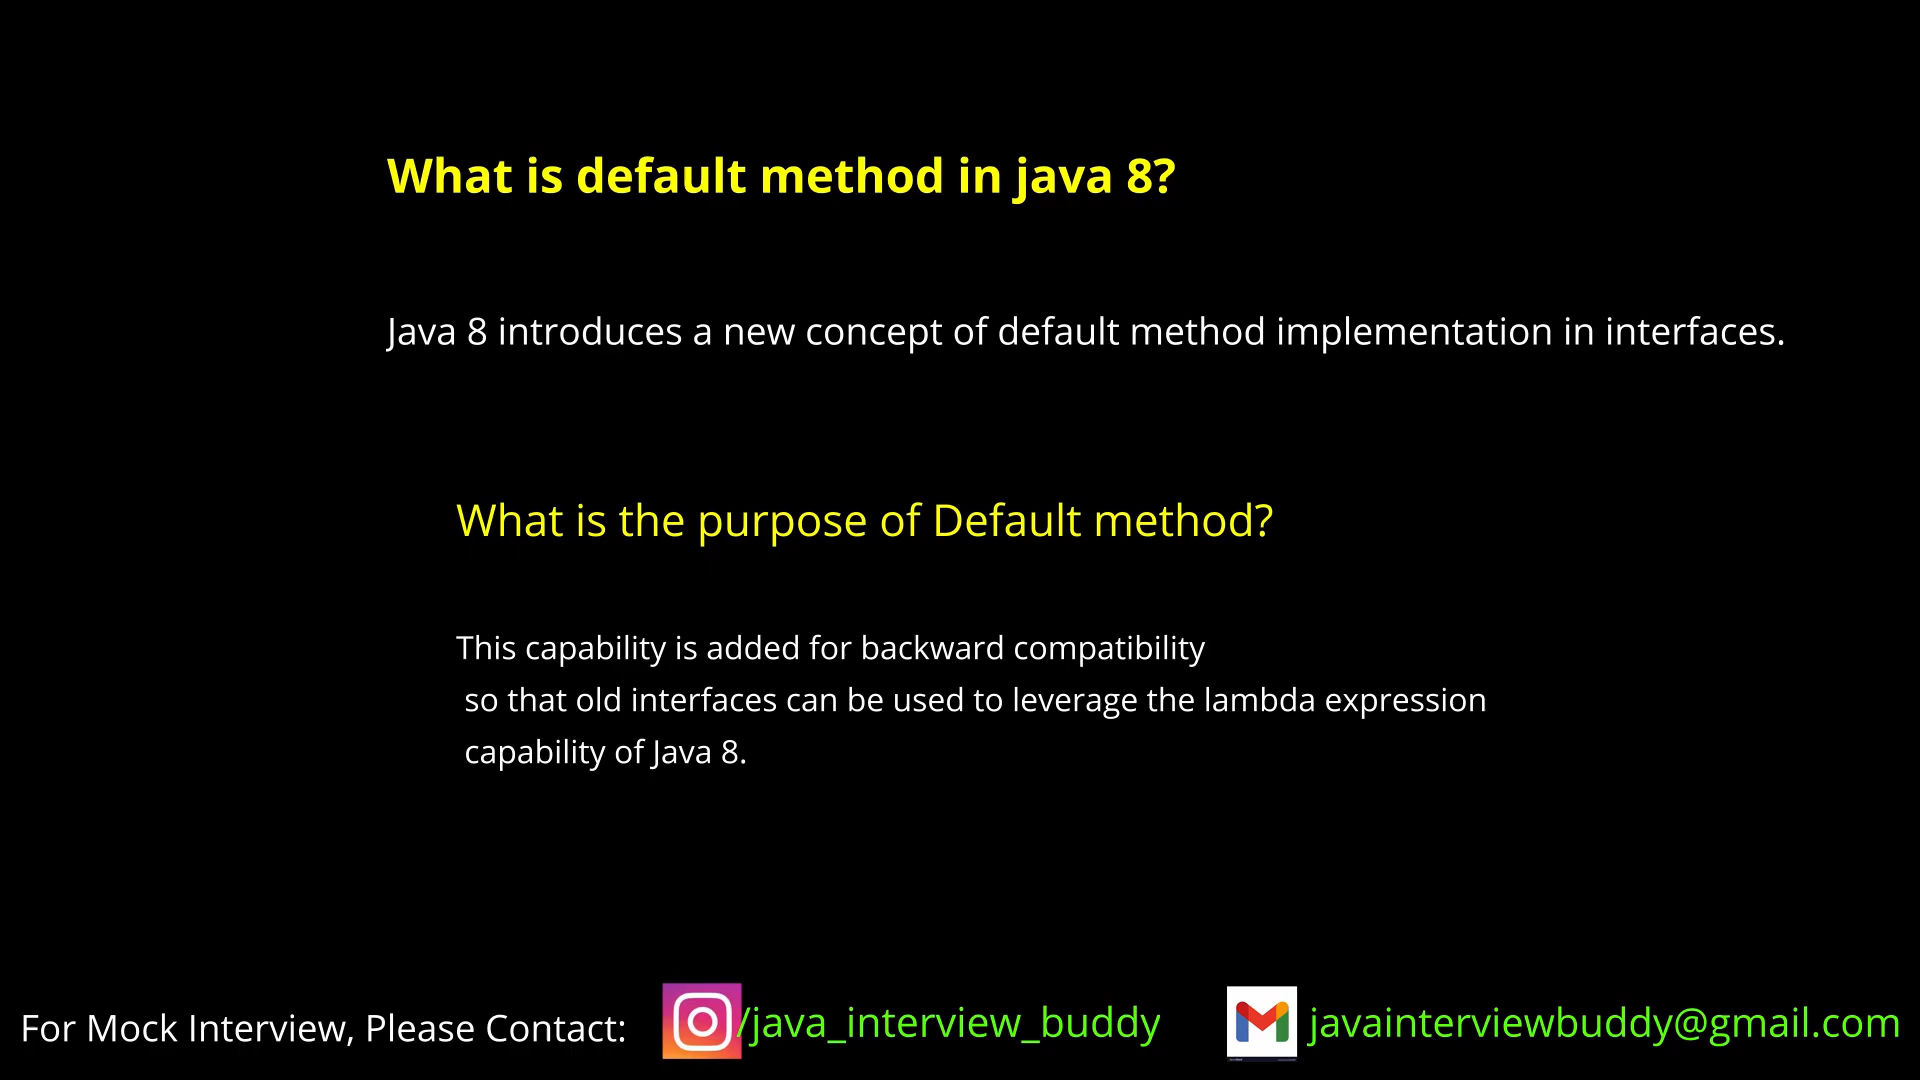 What is default method in java 8?
Java 8 introduces a new concept of default method implementation in interfaces.
What is the purpose of Default method?
This capability is added for backward compatibility
so that old interfaces can be used to leverage the lambda expression
capability of Java 8.
For Mock Interview, Please Contact: /java_interview_buddy javainterviewbuddy@gmail.com